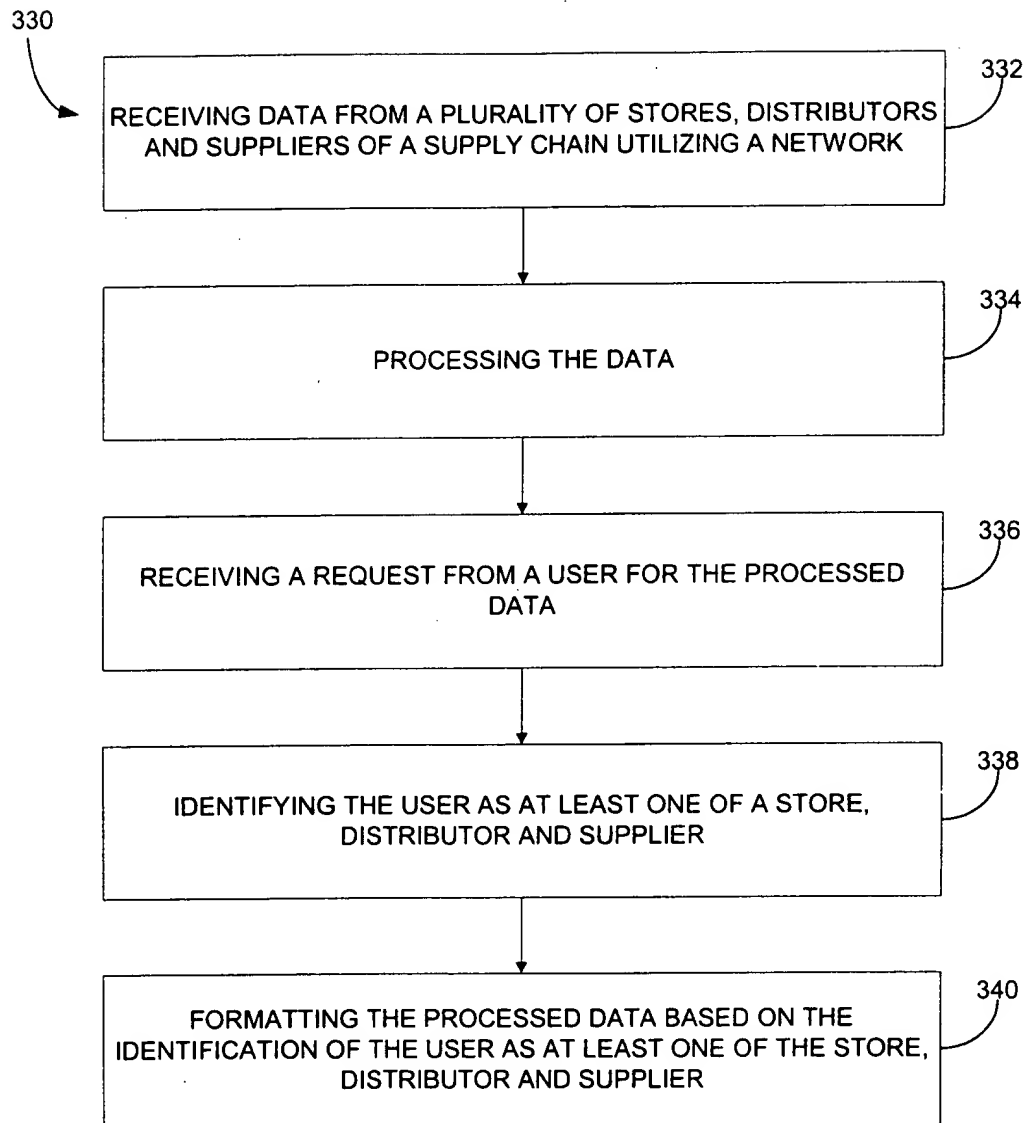 330
332
RECEIVING DATA FROM A PLURALITY OF STORES, DISTRIBUTORS
AND SUPPLIERS OF A SUPPLY CHAIN UTILIZING A NETWORK
334
PROCESSING THE DATA
336
RECEIVING A REQUEST FROM A USER FOR THE PROCESSED
DATA
338
IDENTIFYING THE USER AS AT LEAST ONE OF A STORE,
DISTRIBUTOR AND SUPPLIER
340
FORMATTING THE PROCESSED DATA BASED ON THE
IDENTIFICATION OF THE USER AS AT LEAST ONE OF THE STORE,
DISTRIBUTOR AND SUPPLIER